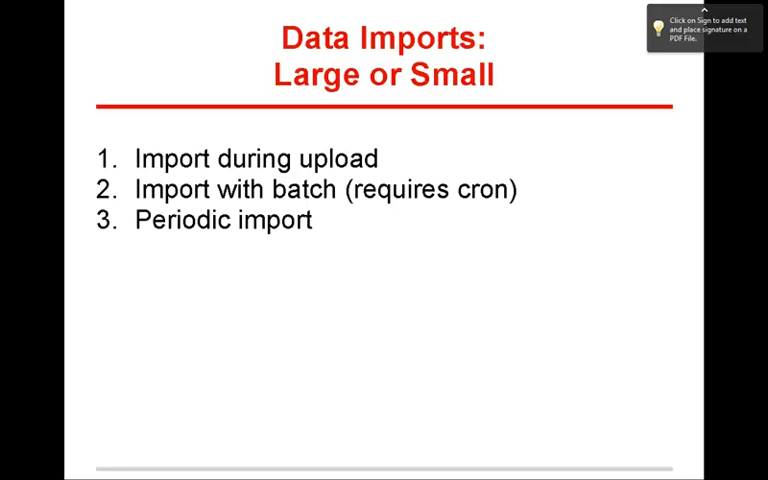 Data Imports:
Large or Small
1. Import during upload
2. Import with batch (requires cron)
3. Periodic import
Click on Sign to add text
and place signature on a
PDF File.